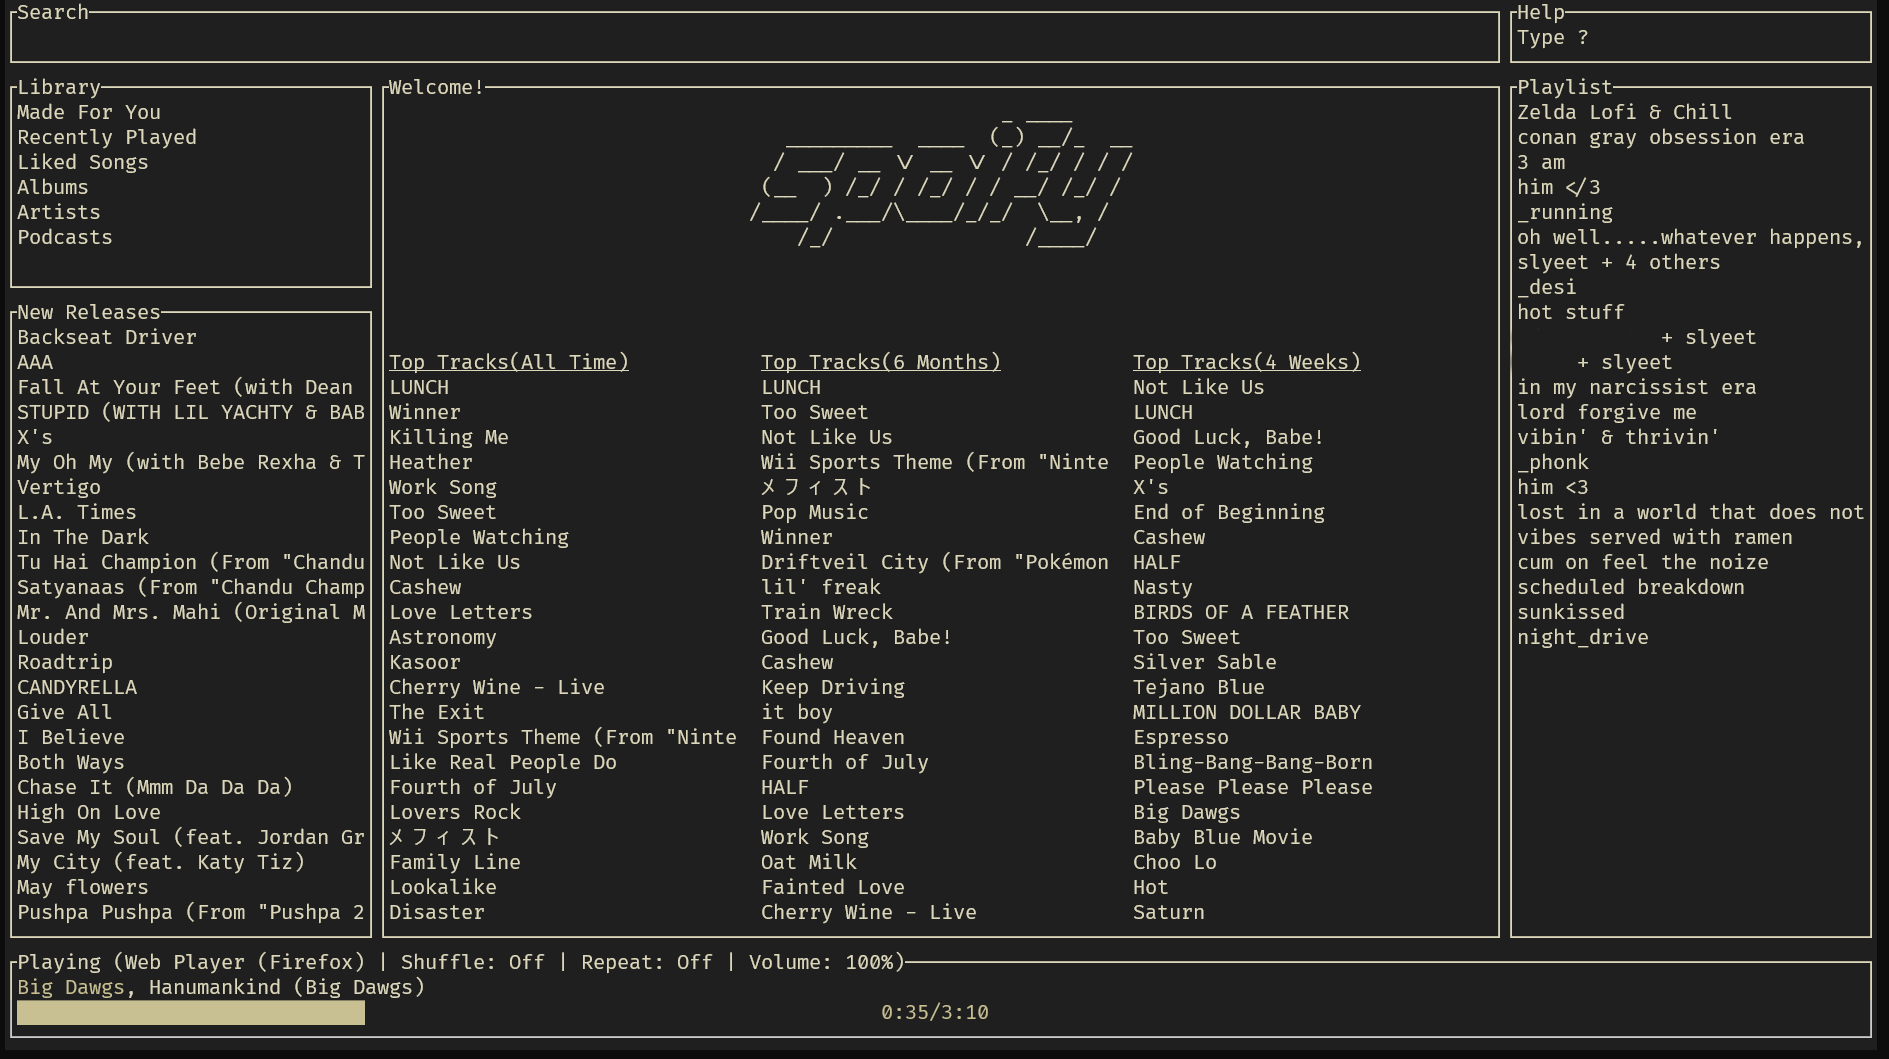 Search
Help
Type ?
Library
Made For You
Recently Played
Liked Songs
Albums
Artists
Podcasts
New Releases
Backseat Driver
AAA
Fall At Your Feet (with Dean
STUPID (WITH LIL YACHTY & BAB
X's
My Oh My (with Bebe Rexha & T
Vertigo
L.A. Times
In The Dark
Tu Hai Champion (From "Chandu
Satyanaas (From "Chandu Champ
Mr. And Mrs. Mahi (Original M
Louder
Roadtrip
CANDYRELLA
Give All
I Believe
Both Ways
Chase It (Mmm Da Da Da)
High On Love
Save My Soul (feat. Jordan Gr
My City (feat. Katy Tiz)
May flowers
Pushpa Pushpa (From "Pushpa 2
Welcome!
spotify
Top Tracks(All Time)
LUNCH
Winner
Killing Me
Heather
Work Song
Too Sweet
People Watching
Not Like Us
Cashew
Love Letters
Astronomy
Kasoor
Cherry Wine - Live
The Exit
Wii Sports Theme (From "Ninte
Like Real People Do
Fourth of July
Lovers Rock
メフィスト
Family Line
Lookalike
Disaster
Top Tracks(6 Months)
LUNCH
Too Sweet
Not Like Us
Wii Sports Theme (From "Ninte
メフィスト
Pop Music
Winner
Driftveil City (From "Pokémon
lil' freak
Train Wreck
Good Luck, Babe!
Cashew
Keep Driving
it boy
Found Heaven
Fourth of July
HALF
Love Letters
Work Song
Oat Milk
Fainted Love
Cherry Wine - Live
Top Tracks(4 Weeks)
Not Like Us
LUNCH
Good Luck, Babe!
People Watching
X's
End of Beginning
Cashew
HALF
Nasty
BIRDS OF A FEATHER
Too Sweet
Silver Sable
Tejano Blue
MILLION DOLLAR BABY
Espresso
Bling-Bang-Bang-Born
Please Please Please
Big Dawgs
Baby Blue Movie
Choo Lo
Hot
Saturn
Playlist
Zelda Lofi & Chill
conan gray obsession era
3 am
him </3
_running
oh well.....whatever happens,
slyeet + 4 others
_desi
hot stuff
+ slyeet
+ slyeet
in my narcissist era
lord forgive me
vibin' & thrivin'
_phonk
him <3
lost in a world that does not
vibes served with ramen
cum on feel the noize
scheduled breakdown
sunkissed
night_drive
Playing (Web Player (Firefox) | Shuffle: Off | Repeat: Off | Volume: 100%)
Big Dawgs, Hanumankind (Big Dawgs)
0:35/3:10